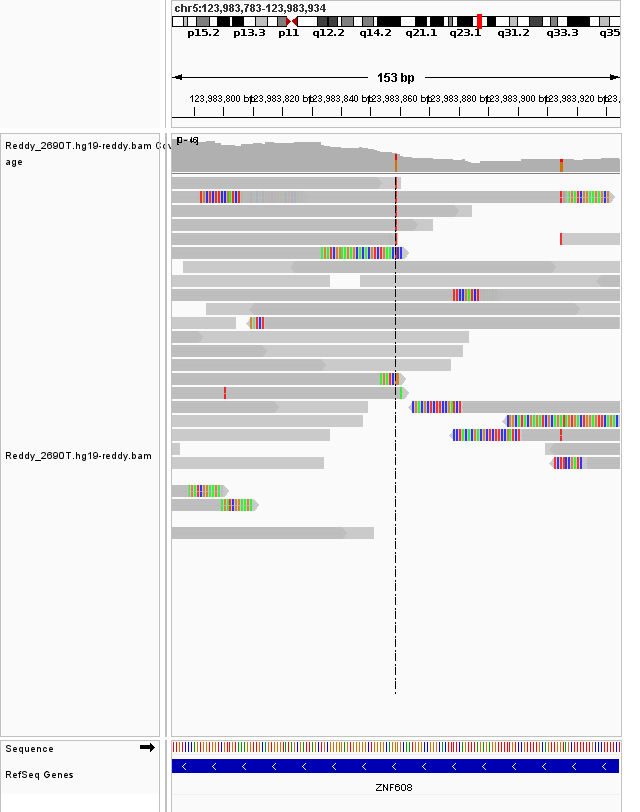 chr5:123,983,783-123,983,934
p15.2 p13.3 p11 q12.2 q14.2 q21.1 q23.1 q31.2 q33.3 q35
153 bp
123,983,800 bp 123,983,820 bp 123,983,840 bp 123,983,860 bp 123,983,880 bp 123,983,900 bp 123,983,920 bp
Reddy_2690T.hg19-reddy.bam Cov
age
Reddy_2690T.hg19-reddy.bam
Sequence
RefSeq Genes
ZNF608